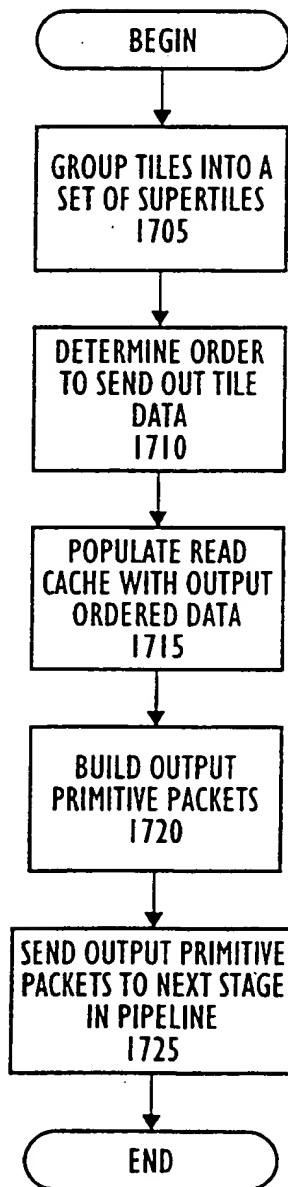 BEGIN
GROUP TILES INTO A
SET OF SUPERTILES
1705
DETERMINE ORDER
TO SEND OUT TILE
DATA
1710
POPULATE READ
CACHE WITH OUTPUT
ORDERED DATA
1715
BUILD OUTPUT
PRIMITIVE PACKETS
1720
SEND OUTPUT PRIMITIVE
PACKETS TO NEXT STAGE
IN PIPELINE
1725
END